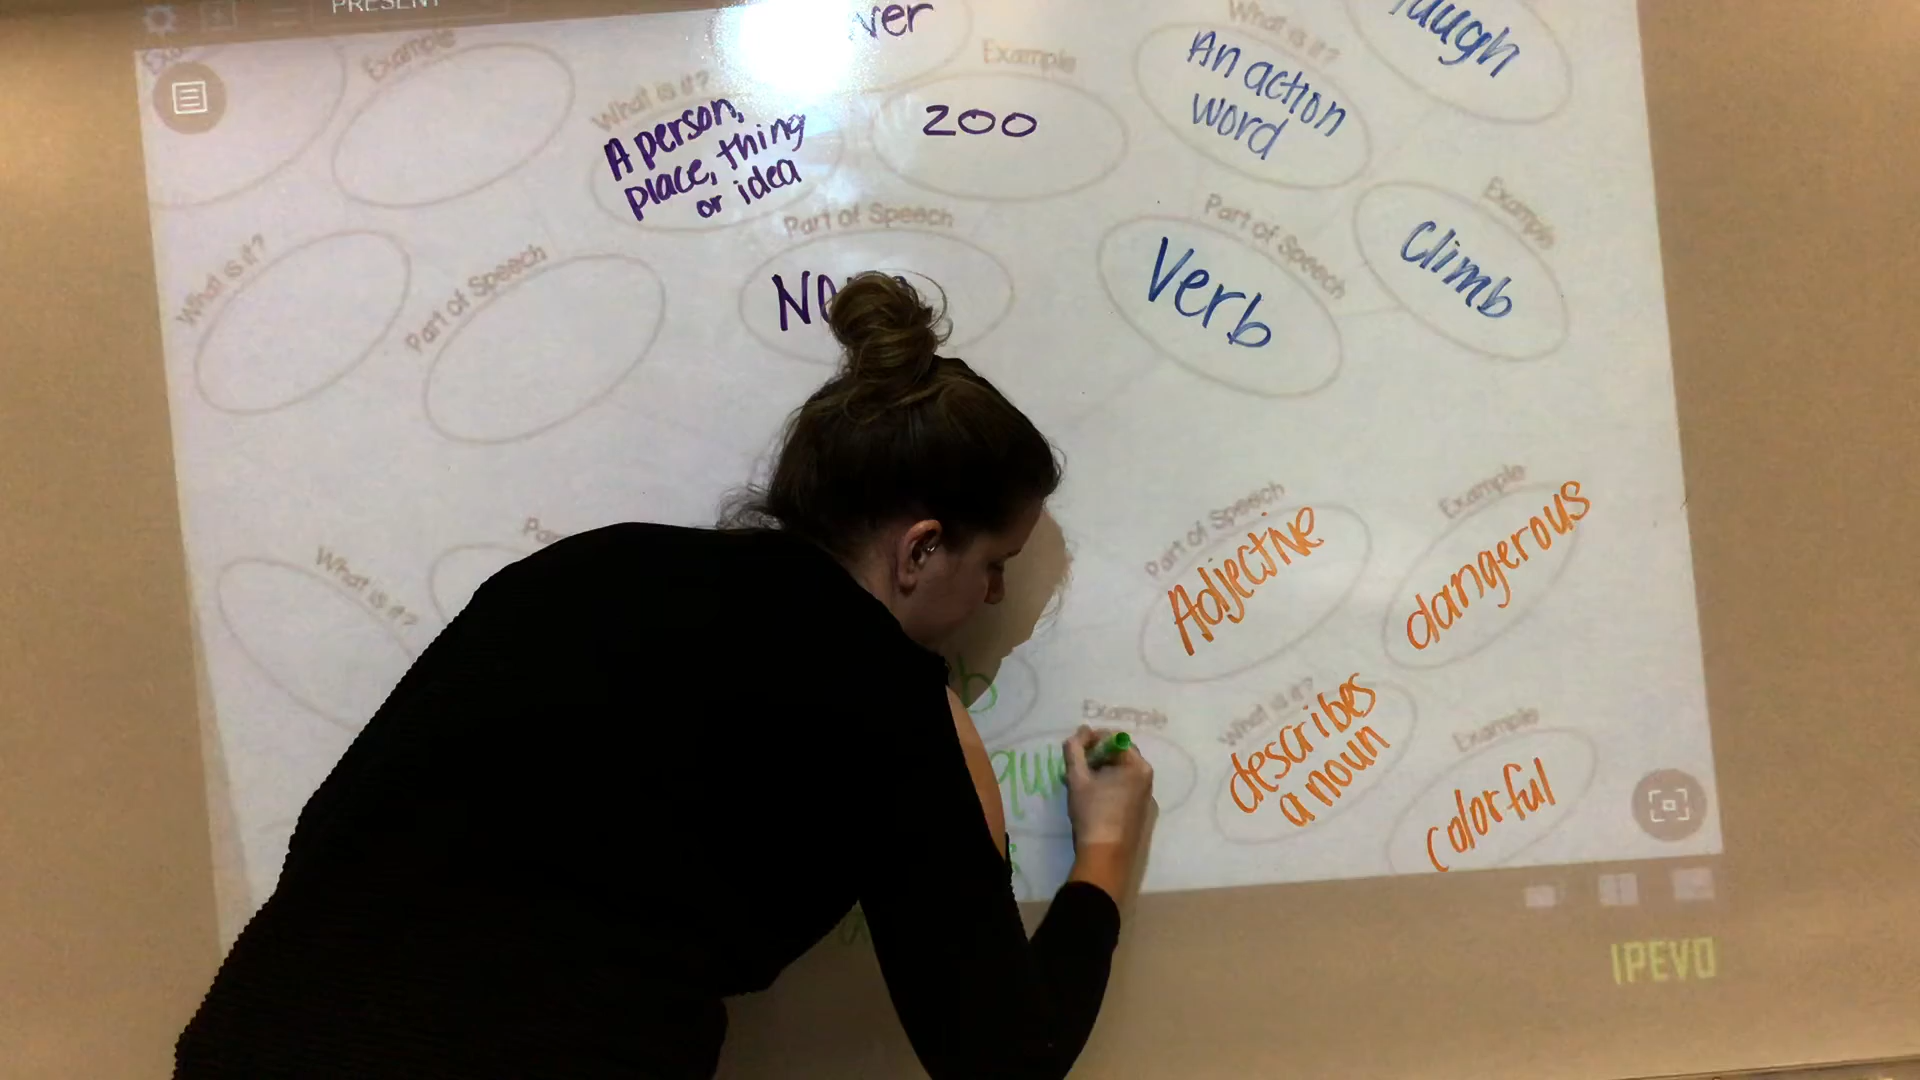 PRESENT
Example
What is it?
A person,
place, thing
or idea
Example
zoo
What is it?
An action
word
Part of Speech
Part of Speech
Verb
Example
Climb
What is it?
Part of Speech
What is it?
Part of Speech
Adjective
Example
dangerous
Example
What is it?
describes
a noun
Example
colorful
IPEVO